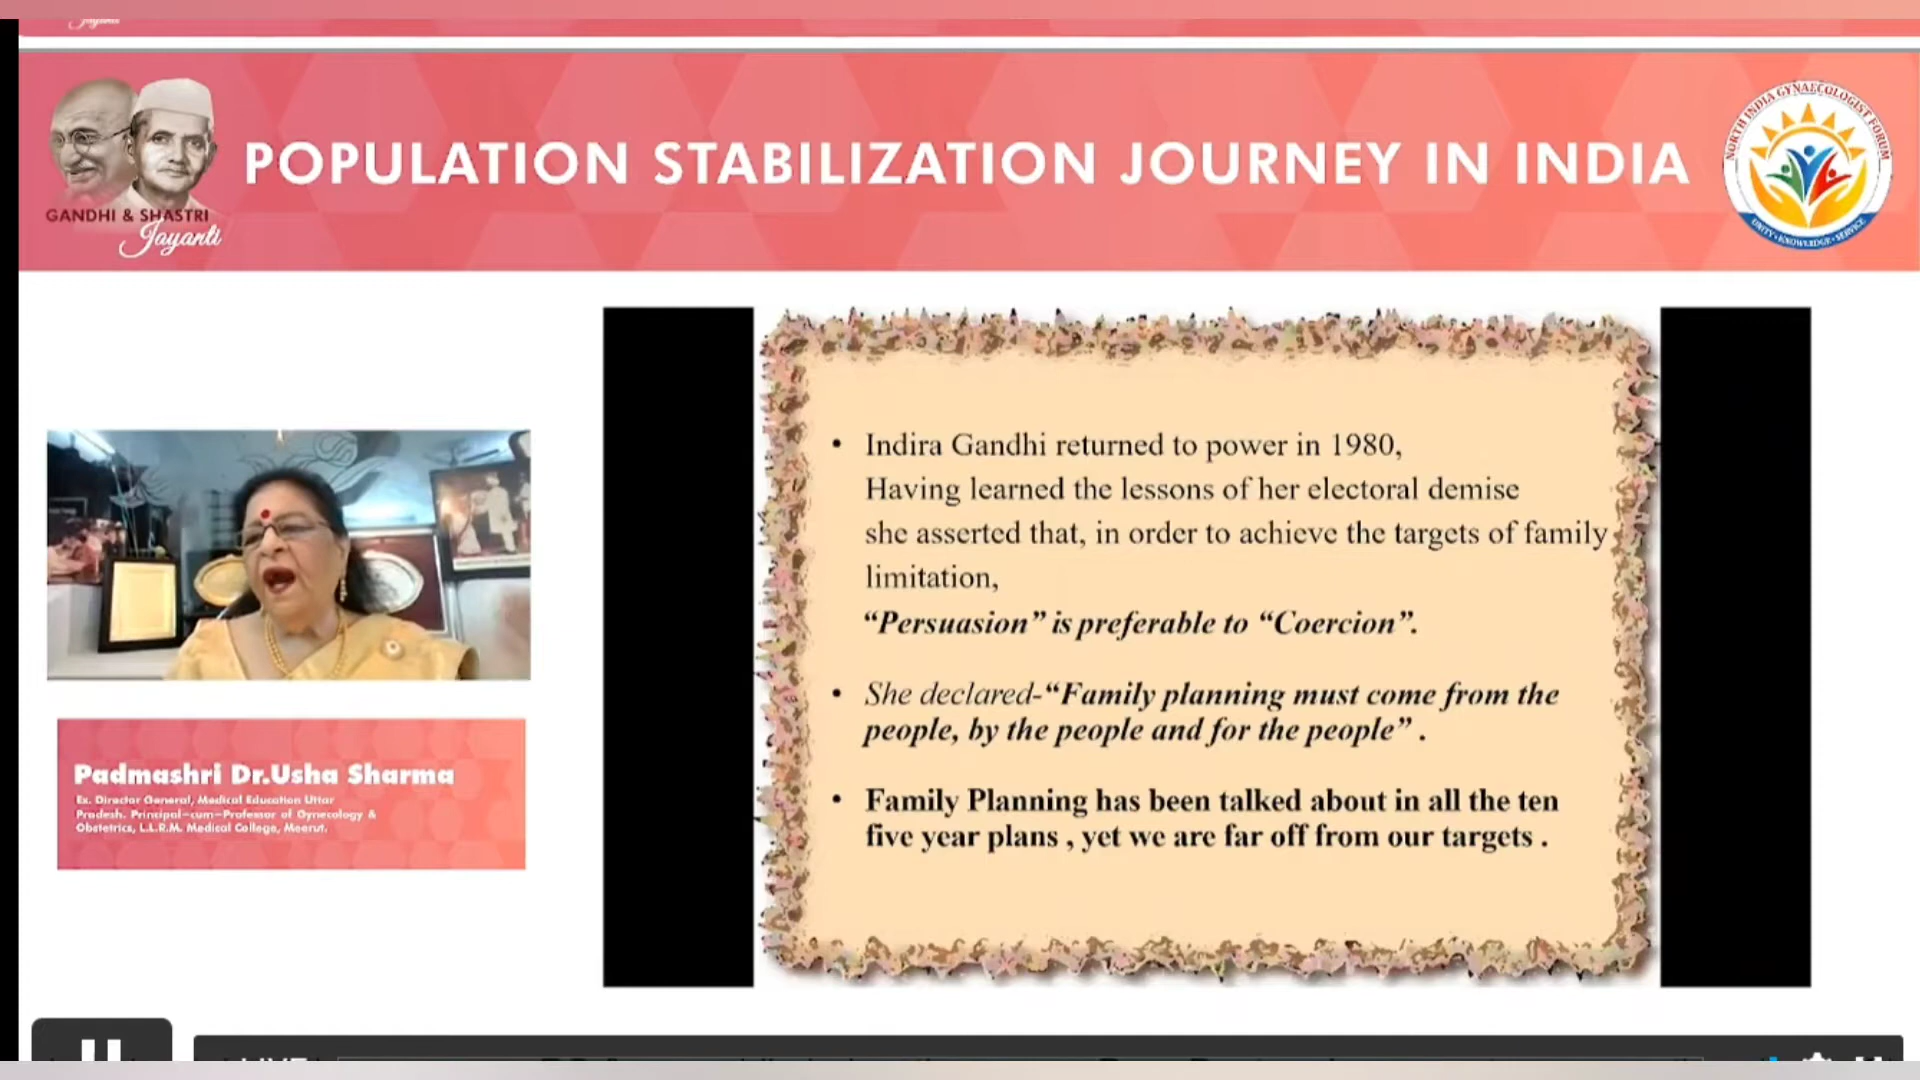 Jayanti
POPULATION STABILIZATION JOURNEY IN INDIA
GANDHI & SHASTRI
Jayanti
NORTH INDIA GYNAECOLOGIST FORUM
UNITY • KNOWLEDGE • SERVICE
• Indira Gandhi returned to power in 1980,
Having learned the lessons of her electoral demise
she asserted that, in order to achieve the targets of family
limitation,
“Persuasion” is preferable to “Coercion”.
• She declared-“Family planning must come from the
people, by the people and for the people” .
• Family Planning has been talked about in all the ten
five year plans , yet we are far off from our targets .
Padmashri Dr.Usha Sharma
Ex. Director General, Medical Education Uttar
Pradesh. Principal-cum-Professor of Gynecology &
Obstetrics, L.L.R.M. Medical College, Meerut.
LIVE